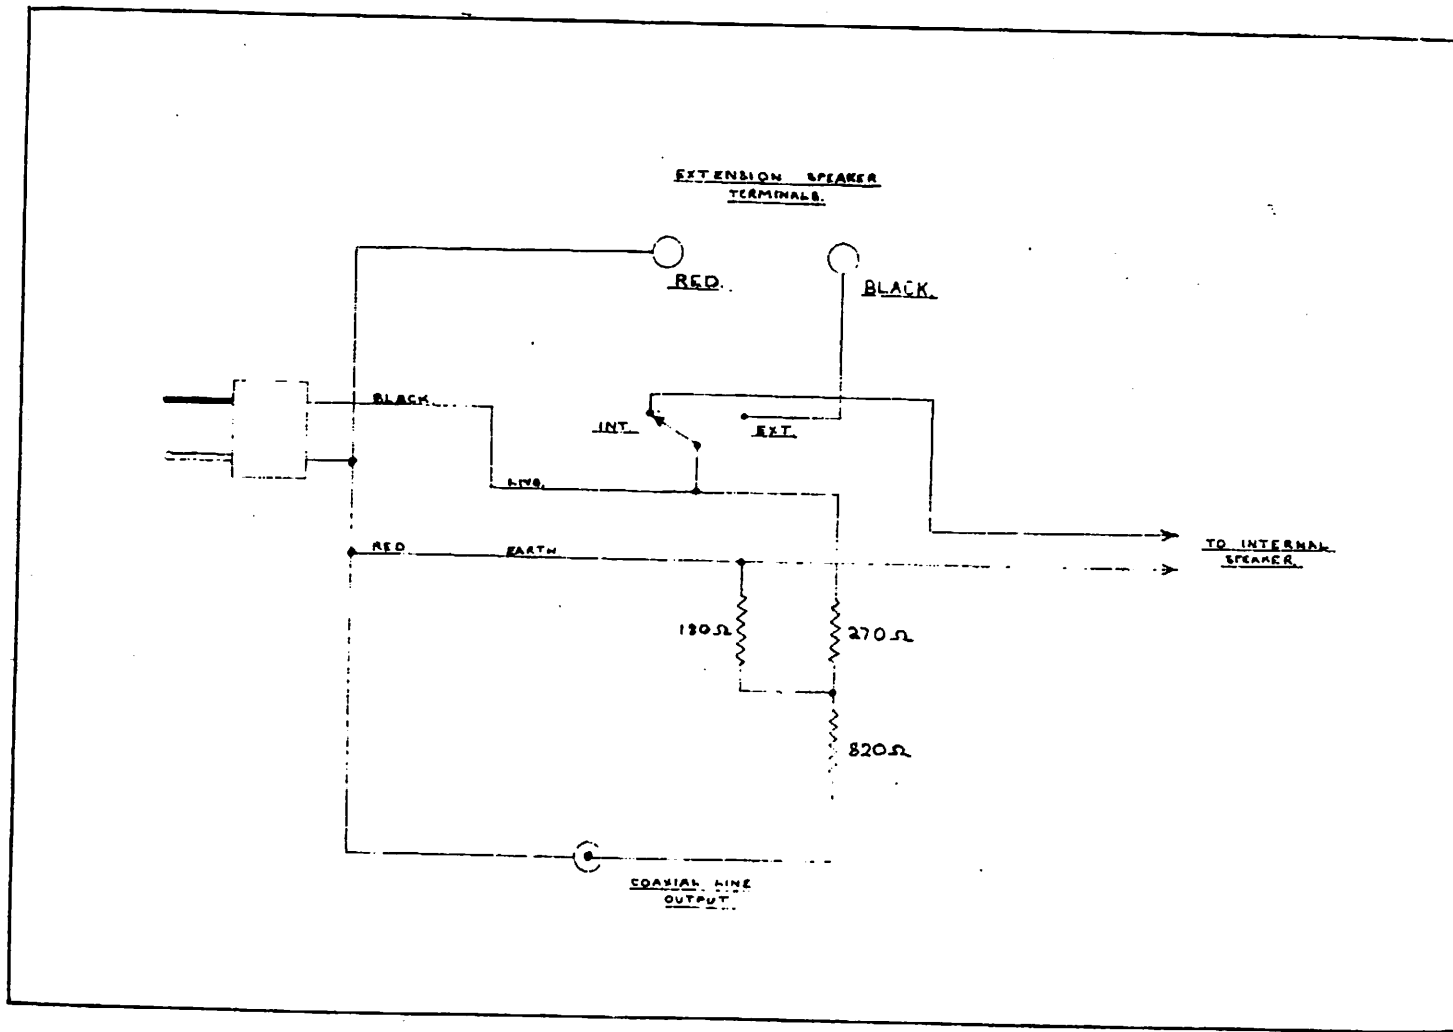 EXTENSION SPEAKER
TERMINALS.
RED.
BLACK.
BLACK
INT.
EXT.
LINE.
RED
EARTH
TO INTERNAL
SPEAKER.
180Ω
270Ω
820Ω
COAXIAL LINE
OUTPUT.